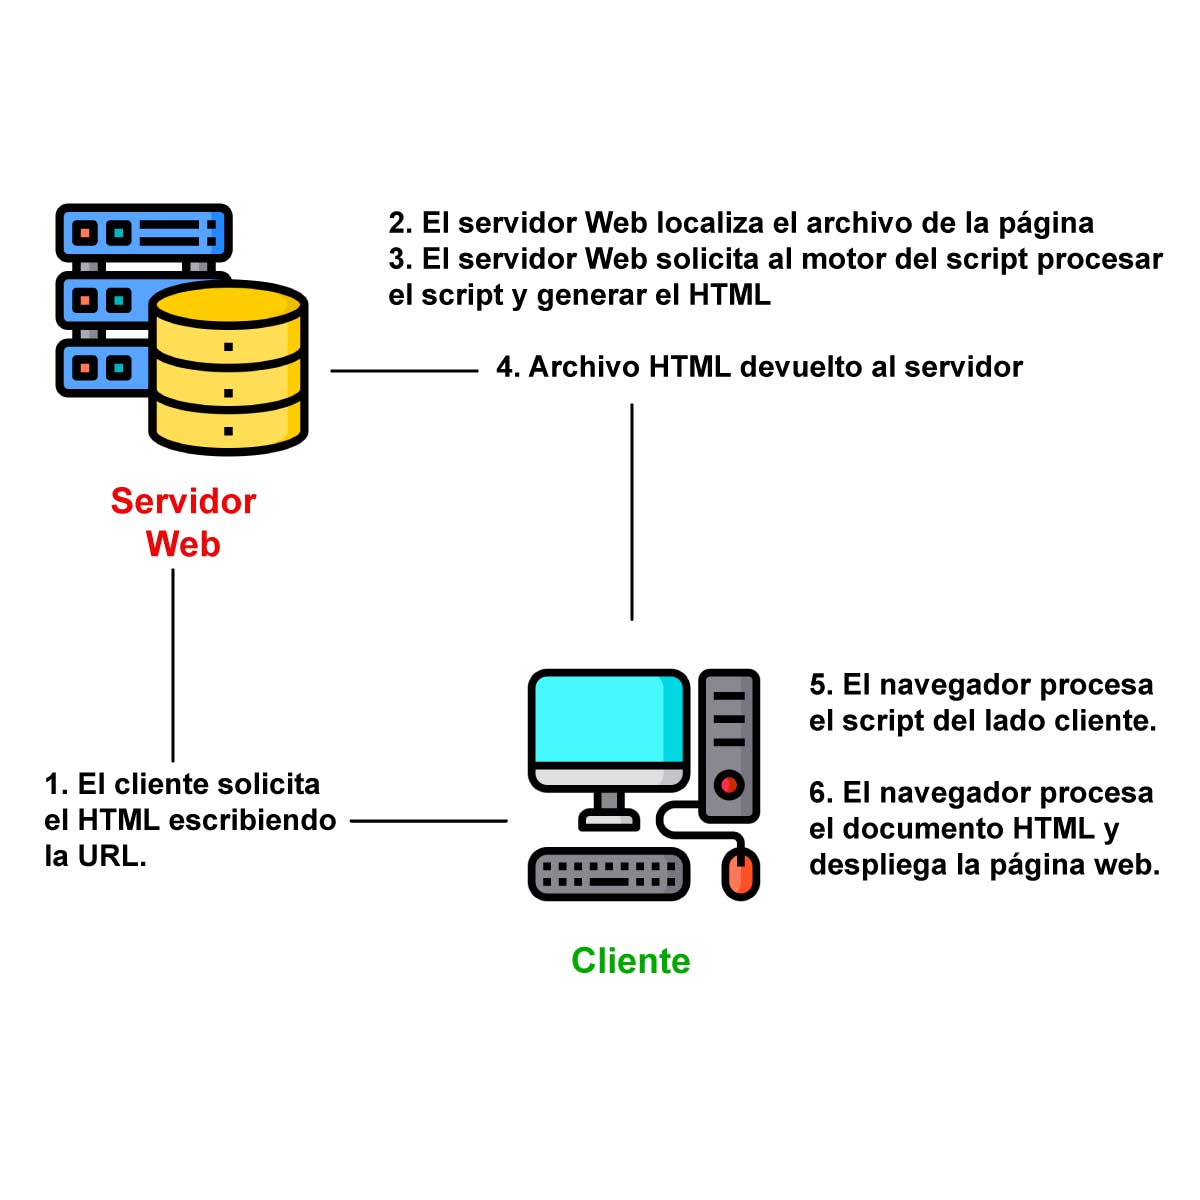 2. El servidor Web localiza el archivo de la página
3. El servidor Web solicita al motor del script procesar
el script y generar el HTML
4. Archivo HTML devuelto al servidor
Servidor
Web
1. El cliente solicita
el HTML escribiendo
la URL.
5. El navegador procesa
el script del lado cliente.
6. El navegador procesa
el documento HTML y
despliega la página web.
Cliente